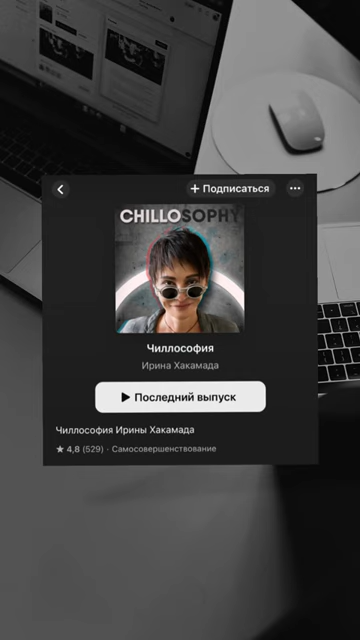 + Подписаться
CHILLOSOPHY
Чиллософия
Ирина Хакамада
Последний выпуск
Чиллософия Ирины Хакамада
★ 4,8 (529) · Самосовершенствование